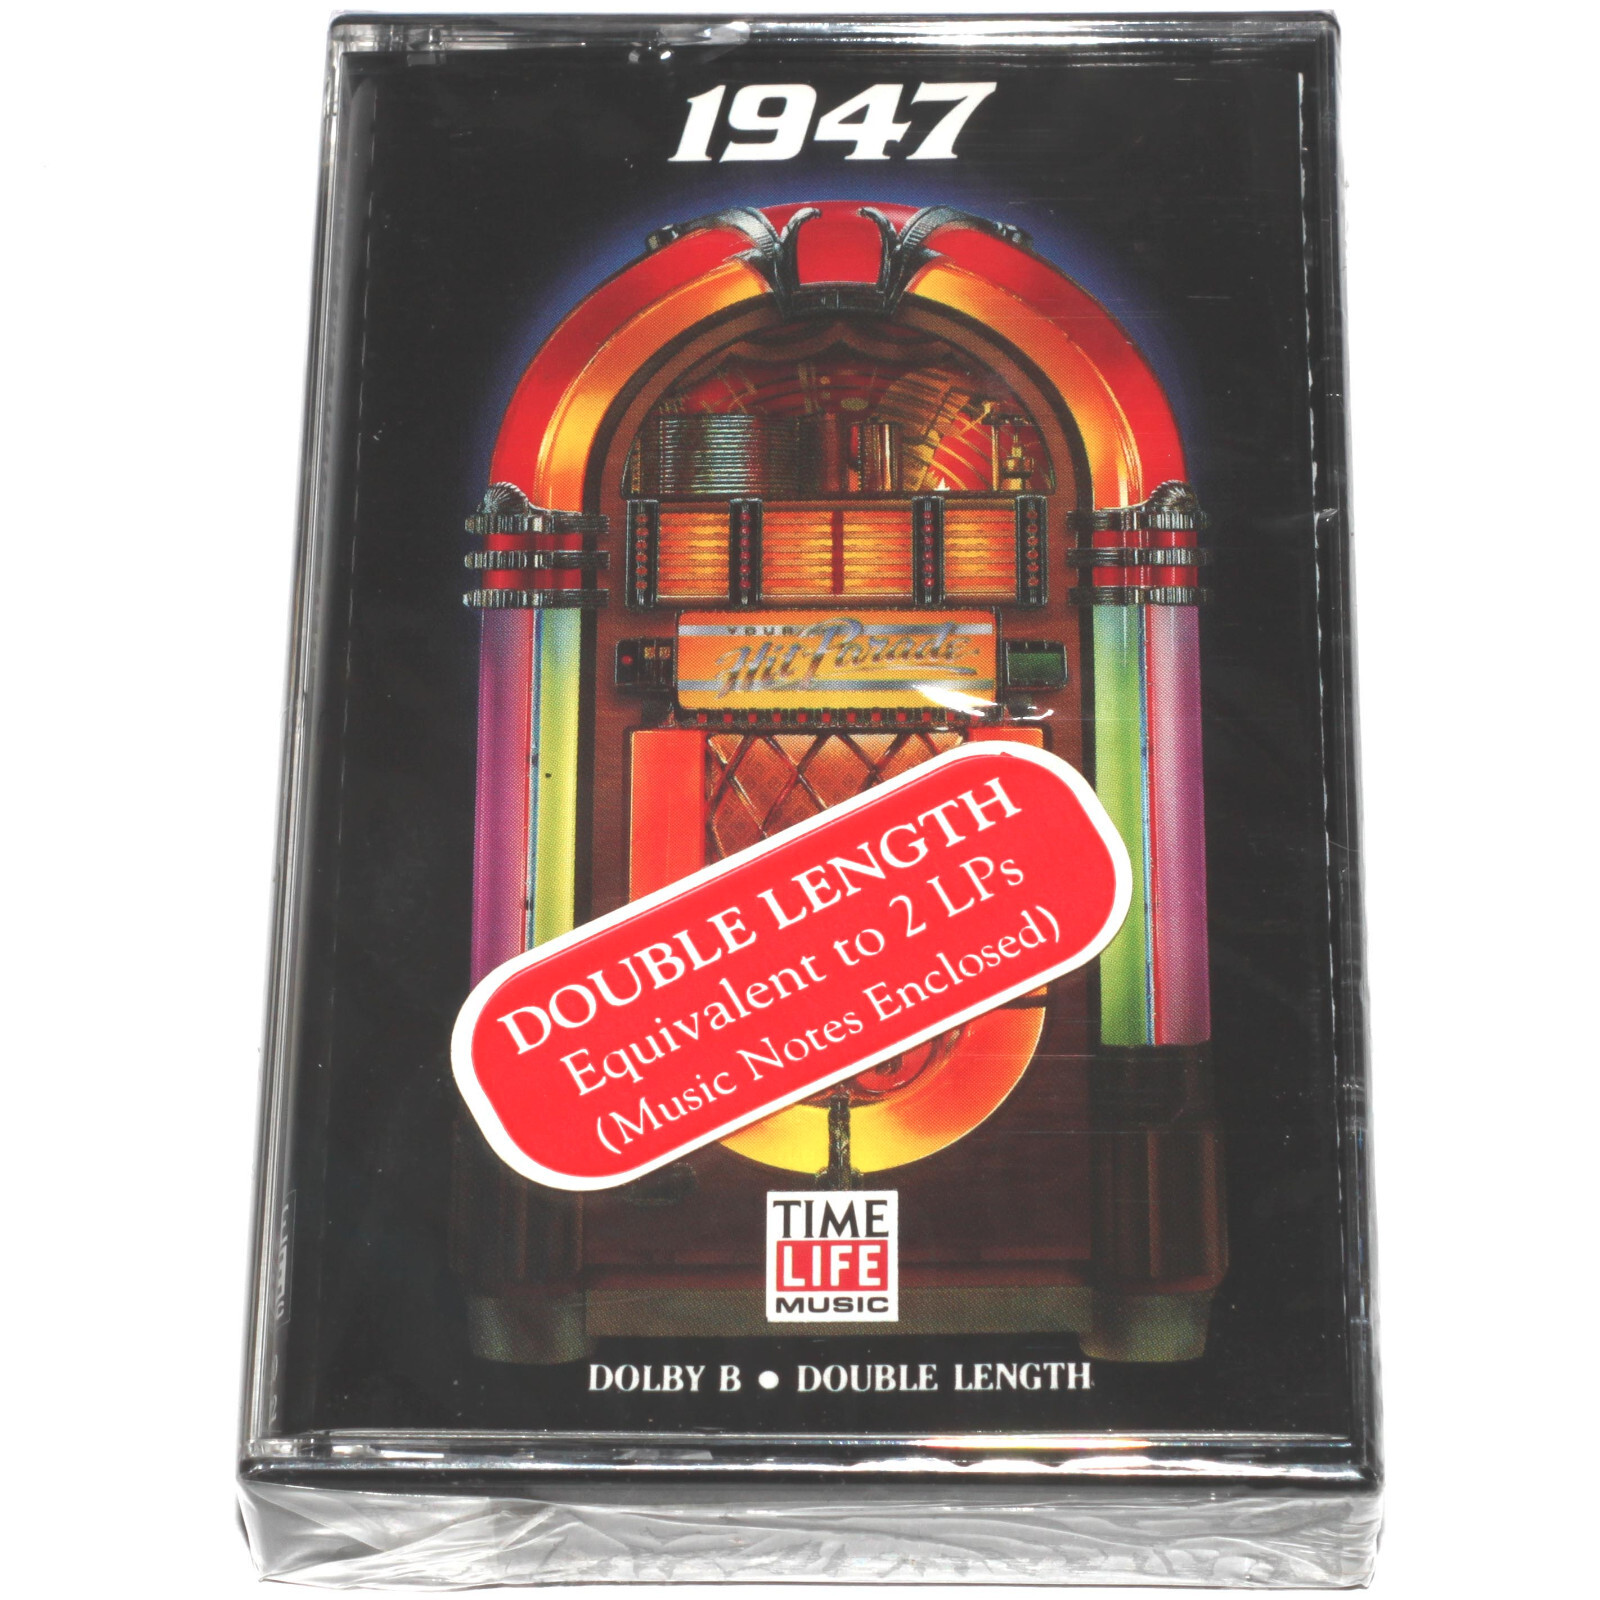 1947
YOUR
Hit Parade
DOUBLE LENGTH
Equivalent to 2 LPs
(Music Notes Enclosed)
TIME
LIFE
MUSIC
DOLBY B • DOUBLE LENGTH